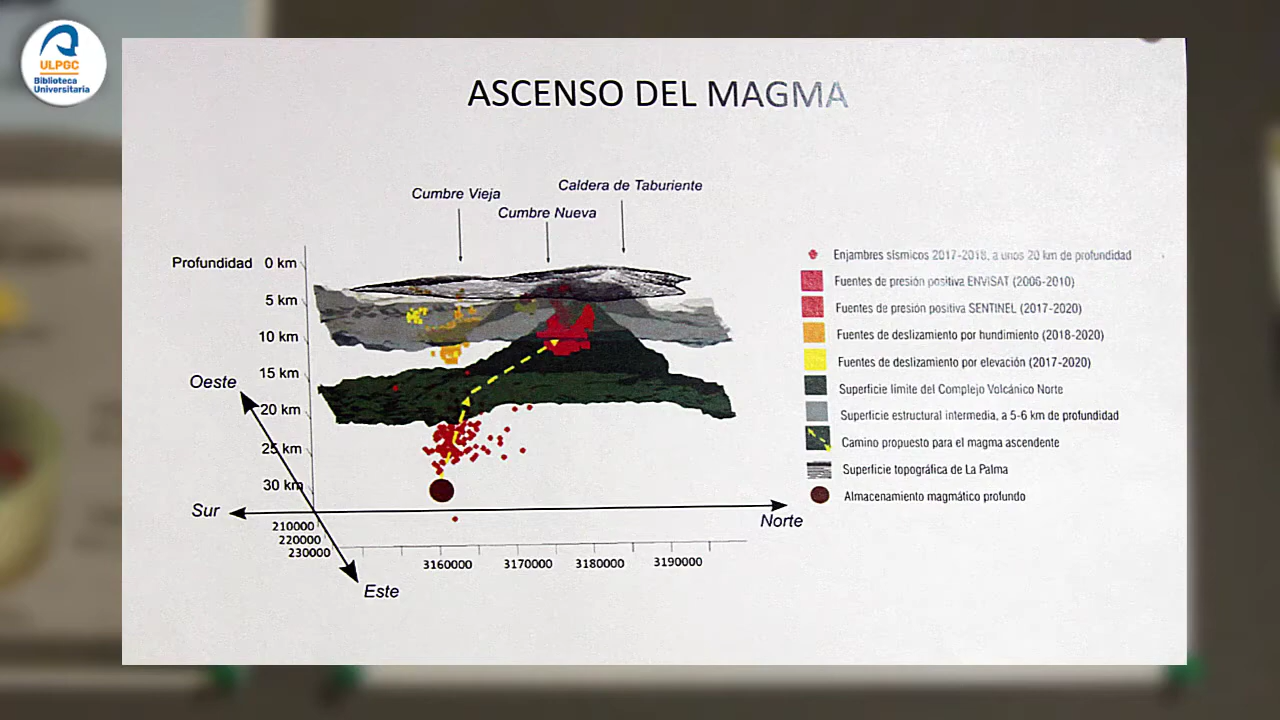 ULPGC
Biblioteca
Universitaria
ASCENSO DEL MAGMA
Cumbre Vieja
Caldera de Taburiente
Cumbre Nueva
Profundidad
0 km
5 km
10 km
15 km
20 km
25 km
30 km
Oeste
Sur
Norte
Este
210000
220000
230000
3160000
3170000
3180000
3190000
Enjambres sísmicos 2017-2018, a unos 20 km de profundidad
Fuentes de presión positiva ENVISAT (2006-2010)
Fuentes de presión positiva SENTINEL (2017-2020)
Fuentes de deslizamiento por hundimiento (2018-2020)
Fuentes de deslizamiento por elevación (2017-2020)
Superficie límite del Complejo Volcánico Norte
Superficie estructural intermedia, a 5-6 km de profundidad
Camino propuesto para el magma ascendente
Superficie topográfica de La Palma
Almacenamiento magmático profundo